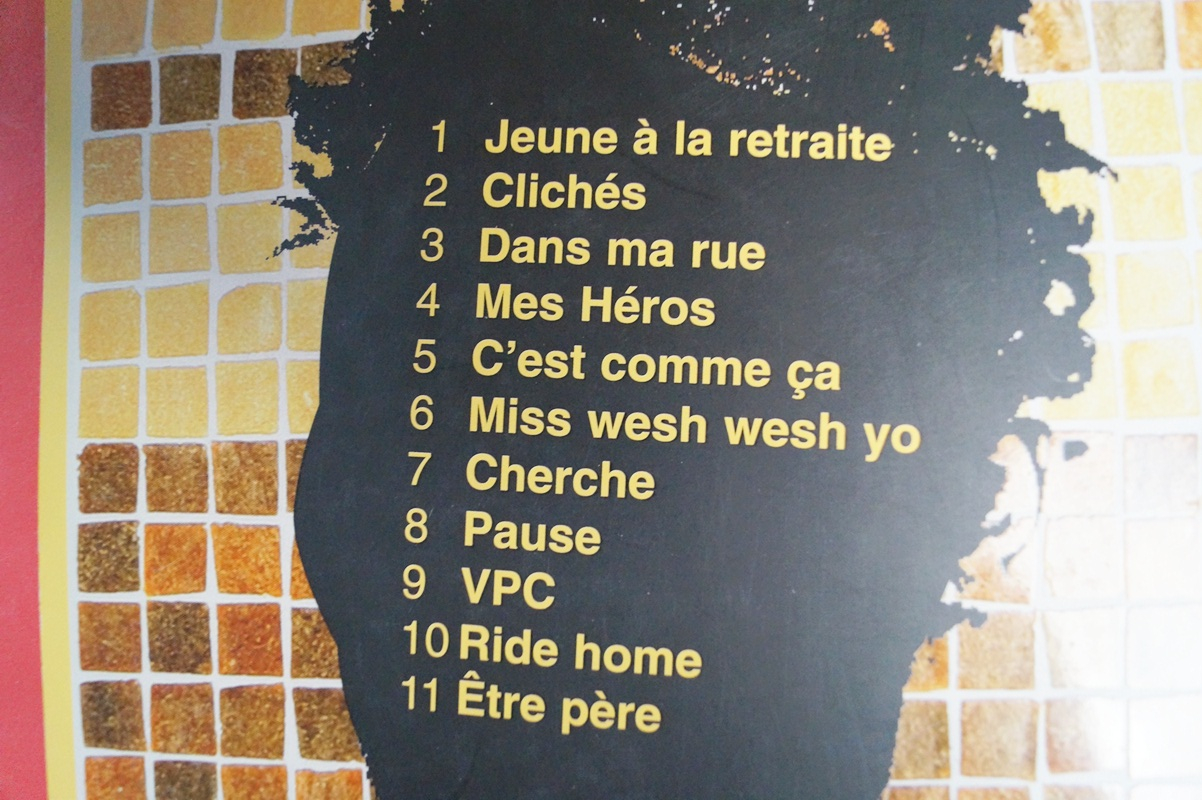 1 Jeune à la retraite
2 Clichés
3 Dans ma rue
4 Mes Héros
5 C'est comme ça
6 Miss wesh wesh yo
7 Cherche
8 Pause
9 VPC
10 Ride home
11 Être père